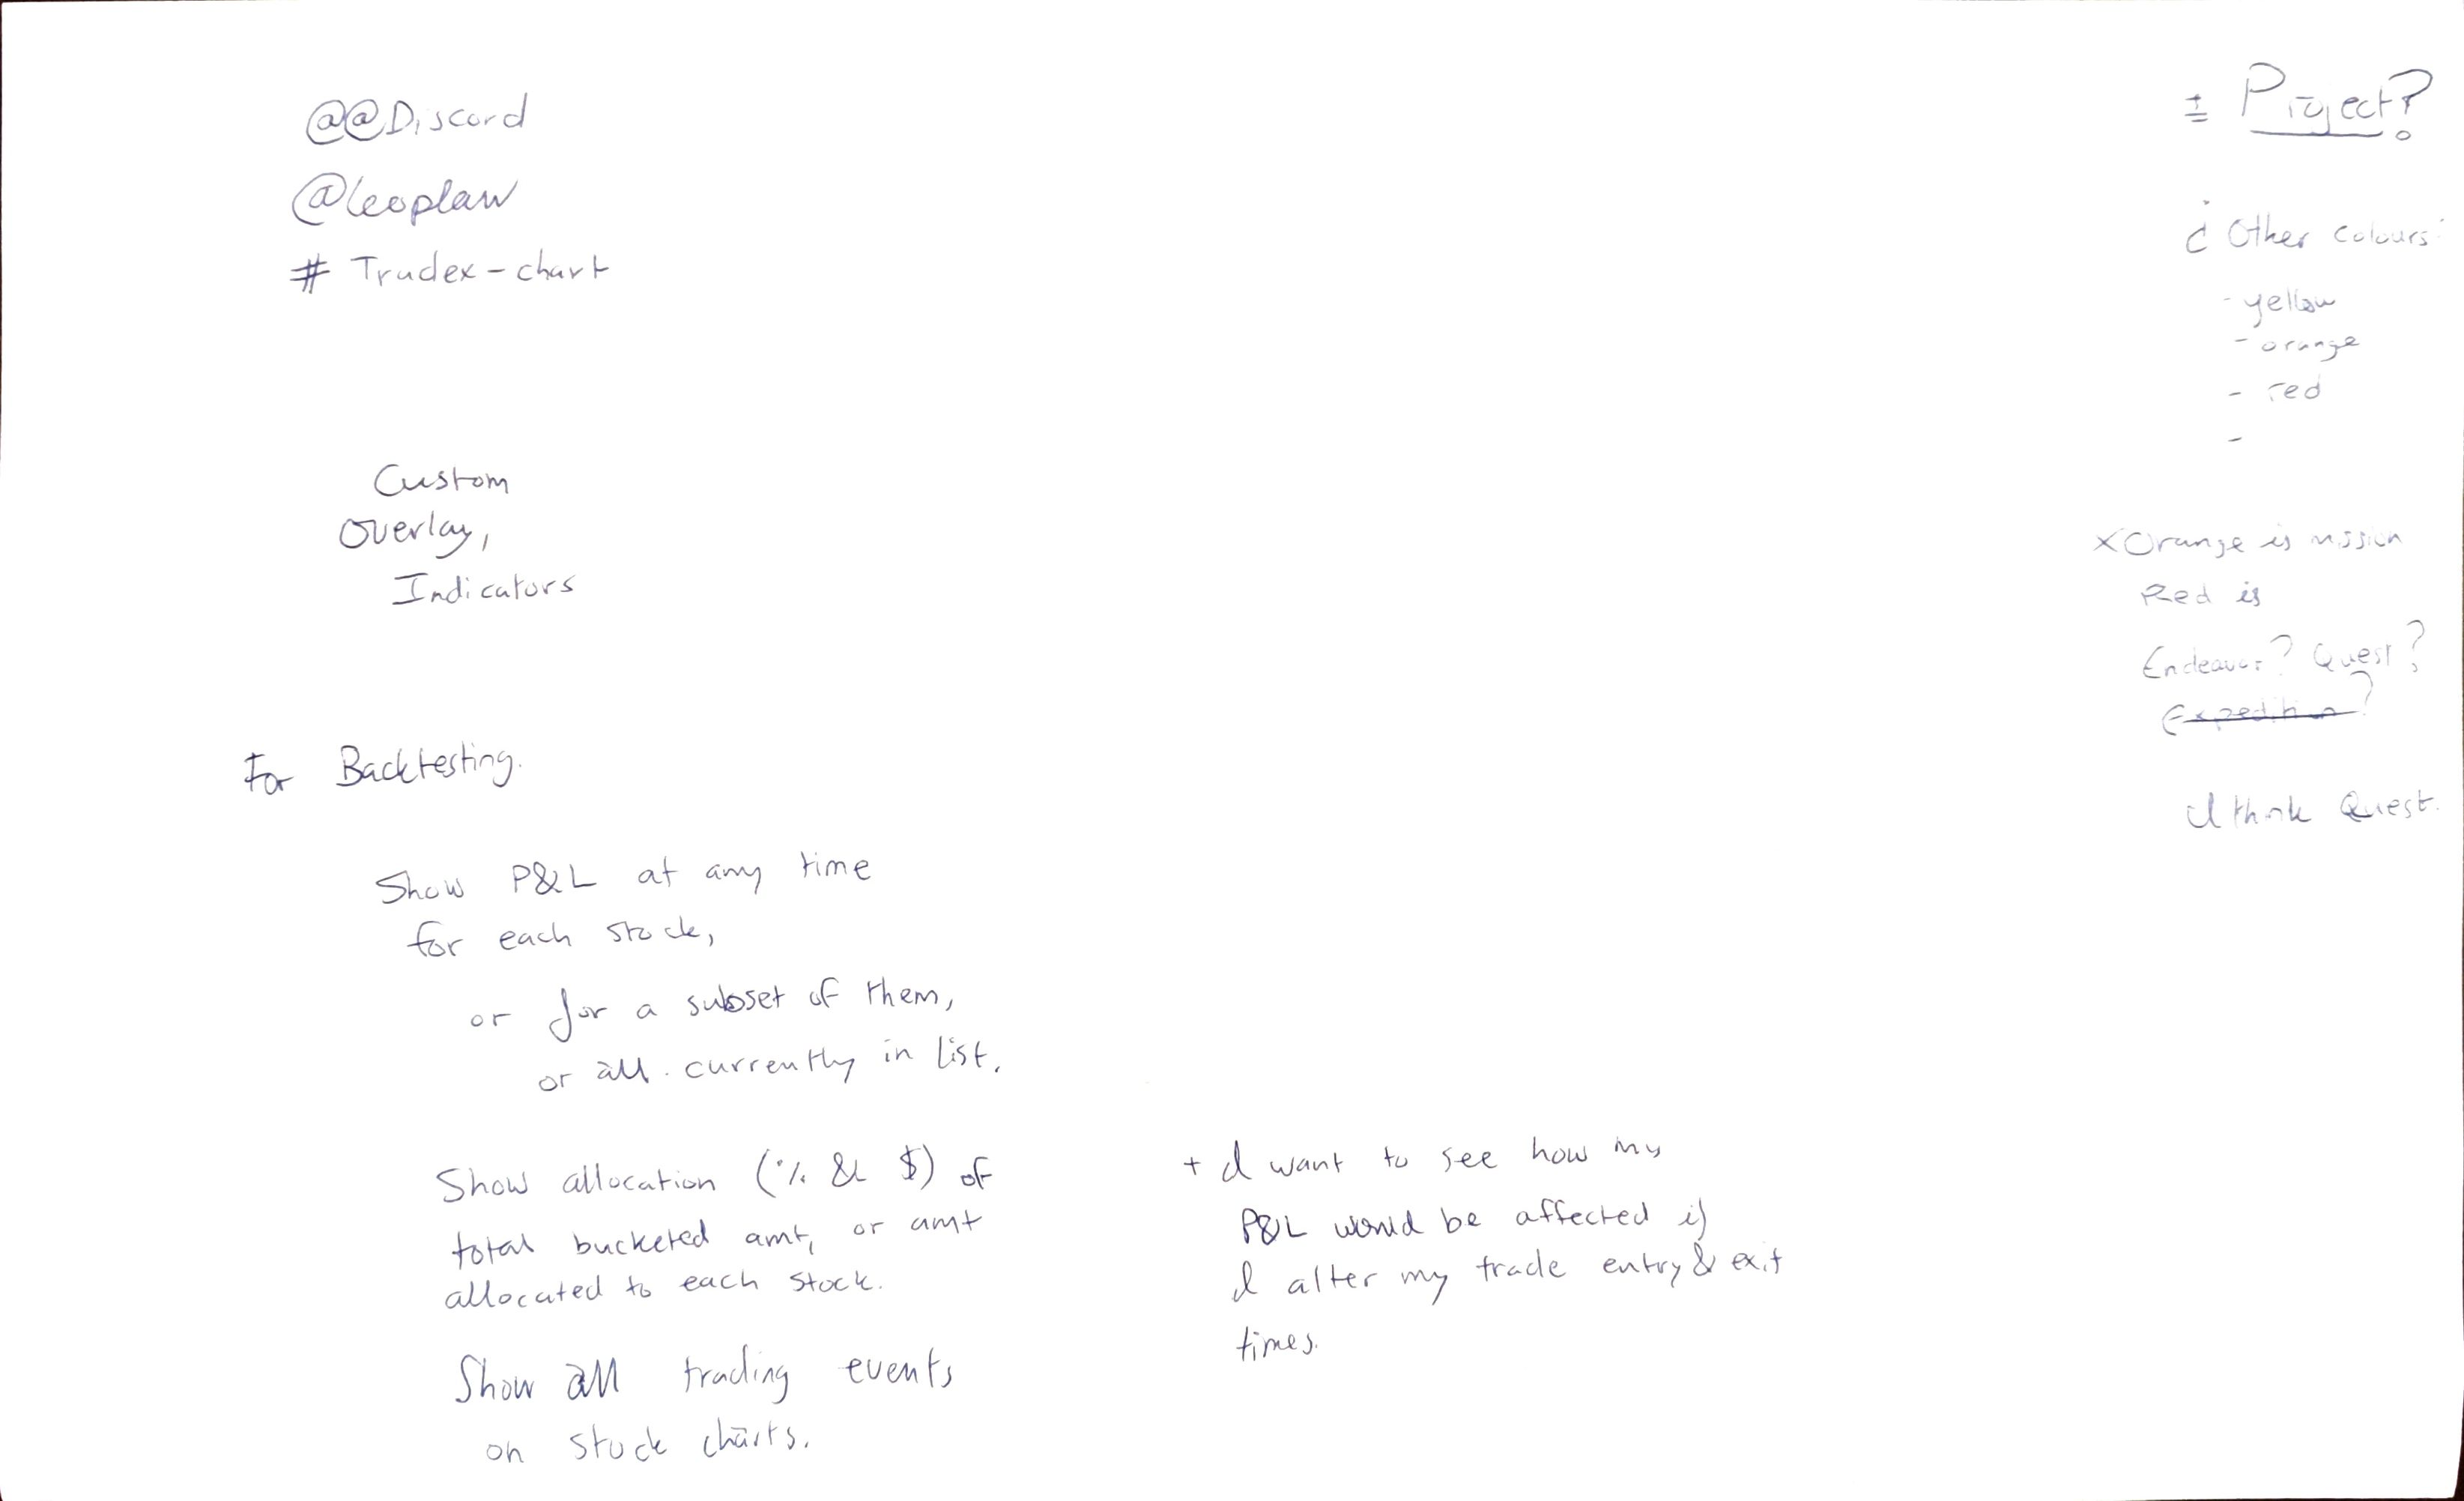 @@Discord
@leoplaw
# Tradex-chart
Custom
Overlay,
Indicators
For Backtesting.
Show P&L at any time
for each stock,
or for a subset of them,
or all currently in list.
Show allocation (% & $) of
total bucketed amt, or amt
allocated to each stock.
Show all trading events
on stock charts.
+ I want to see how my
P&L would be affected if
I alter my trade entry & exit
times.
± Project?
Other colours
- yellow
- orange
- red
-
x Orange is mission
Red is
Endeavor? Quest?
Expedition?
I think Quest.